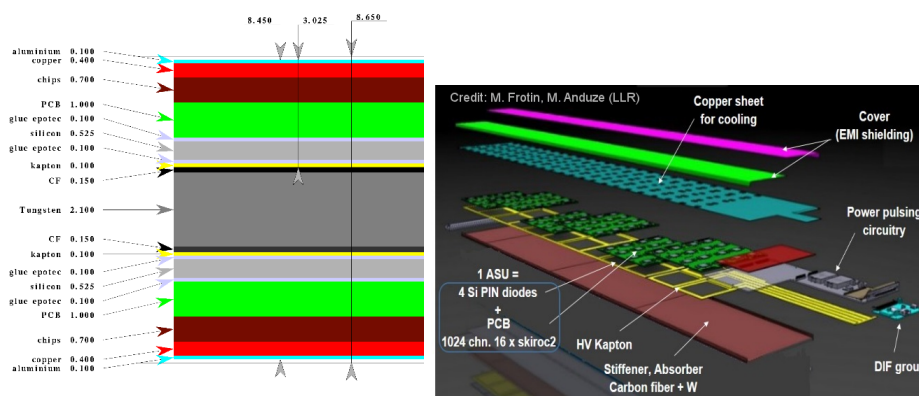 8.450 3.025 8.650
aluminium 0.100
copper 0.400
chips 0.700
PCB 1.000
glue epotec 0.100
silicon 0.525
glue epotec 0.100
kapton 0.100
CF 0.150
Tungsten 2.100
CF 0.150
kapton 0.100
glue epotec 0.100
silicon 0.525
glue epotec 0.100
PCB 1.000
chips 0.700
copper 0.400
aluminium 0.100
Credit: M. Frotin, M. Anduze (LLR)
Copper sheet
for cooling
Cover
(EMI shielding)
Power pulsing
circuitry
1 ASU =
4 Si PIN diodes
+
PCB
1024 chn. 16 x skiroc2
HV Kapton
Stiffener, Absorber
Carbon fiber + W
DIF grou